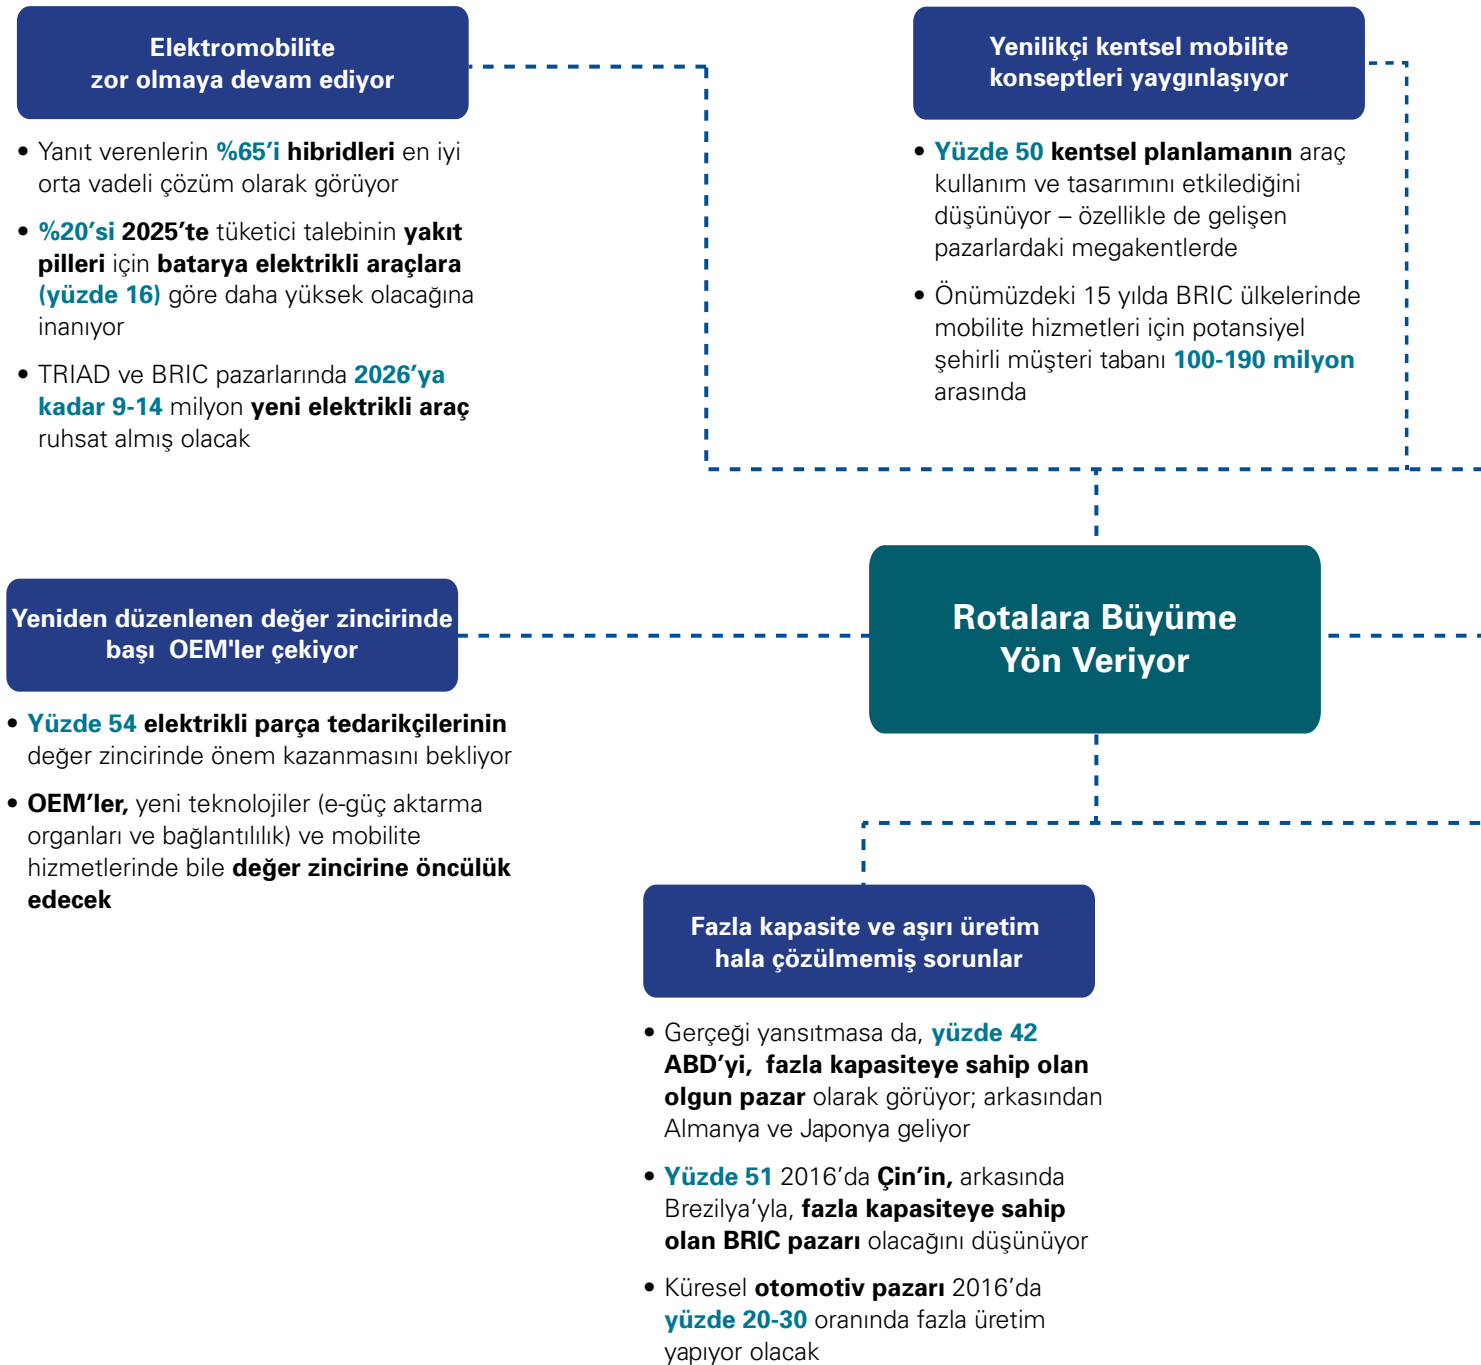 Elektromobilite
zor olmaya devam ediyor
• Yanıt verenlerin %65’i hibridleri en iyi
orta vadeli çözüm olarak görüyor
• %20’si 2025’te tüketici talebinin yakıt
pilleri için batarya elektrikli araçlara
(yüzde 16) göre daha yüksek olacağına
inanıyor
• TRIAD ve BRIC pazarlarında 2026’ya
kadar 9-14 milyon yeni elektrikli araç
ruhsat almış olacak
Yenilikçi kentsel mobilite
konseptleri yaygınlaşıyor
• Yüzde 50 kentsel planlamanın araç
kullanım ve tasarımını etkilediğini
düşünüyor – özellikle de gelişen
pazarlardaki megakentlerde
• Önümüzdeki 15 yılda BRIC ülkelerinde
mobilite hizmetleri için potansiyel
şehirli müşteri tabanı 100-190 milyon
arasında
Yeniden düzenlenen değer zincirinde
başı  OEM'ler çekiyor
• Yüzde 54 elektrikli parça tedarikçilerinin
değer zincirinde önem kazanmasını bekliyor
• OEM’ler, yeni teknolojiler (e-güç aktarma
organları ve bağlantılılık) ve mobilite
hizmetlerinde bile değer zincirine öncülük
edecek
Rotalara Büyüme
Yön Veriyor
Fazla kapasite ve aşırı üretim
hala çözülmemiş sorunlar
• Gerçeği yansıtmasa da, yüzde 42
ABD’yi,  fazla kapasiteye sahip olan
olgun pazar olarak görüyor; arkasından
Almanya ve Japonya geliyor
• Yüzde 51 2016’da Çin’in, arkasında
Brezilya’yla, fazla kapasiteye sahip
olan BRIC pazarı olacağını düşünüyor
• Küresel otomotiv pazarı 2016’da
yüzde 20-30 oranında fazla üretim
yapıyor olacak